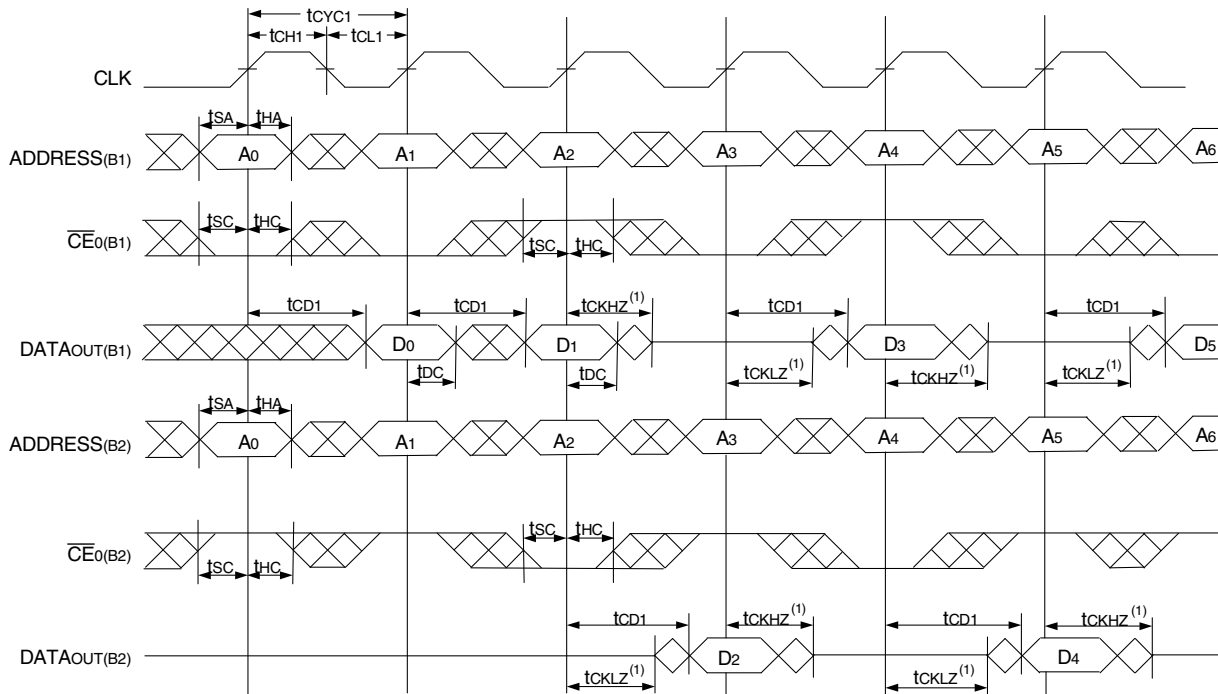 tCYC1
tCH1 tCL1
CLK
tSA tHA
ADDRESS(B1) A0 A1 A2 A3 A4 A5 A6
tSC tHC
CE0(B1) tSC tHC
tCD1 tCD1 tCKHZ(1) tCD1 tCD1
DATAOUT(B1) D0 D1 D3 D5
tDC tDC tCKLZ(1) tCKHZ(1) tCKLZ(1)
tSA tHA
ADDRESS(B2) A0 A1 A2 A3 A4 A5 A6
tSC tHC
CE0(B2)
tSC tHC
tCD1 tCKHZ(1) tCD1 tCKHZ(1)
DATAOUT(B2) D2 D4
tCKLZ(1) tCKLZ(1)